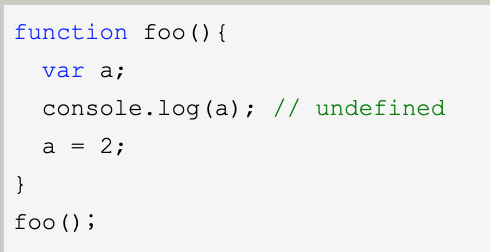 function foo(){
  var a;
  console.log(a); // undefined
  a = 2;
}
foo();